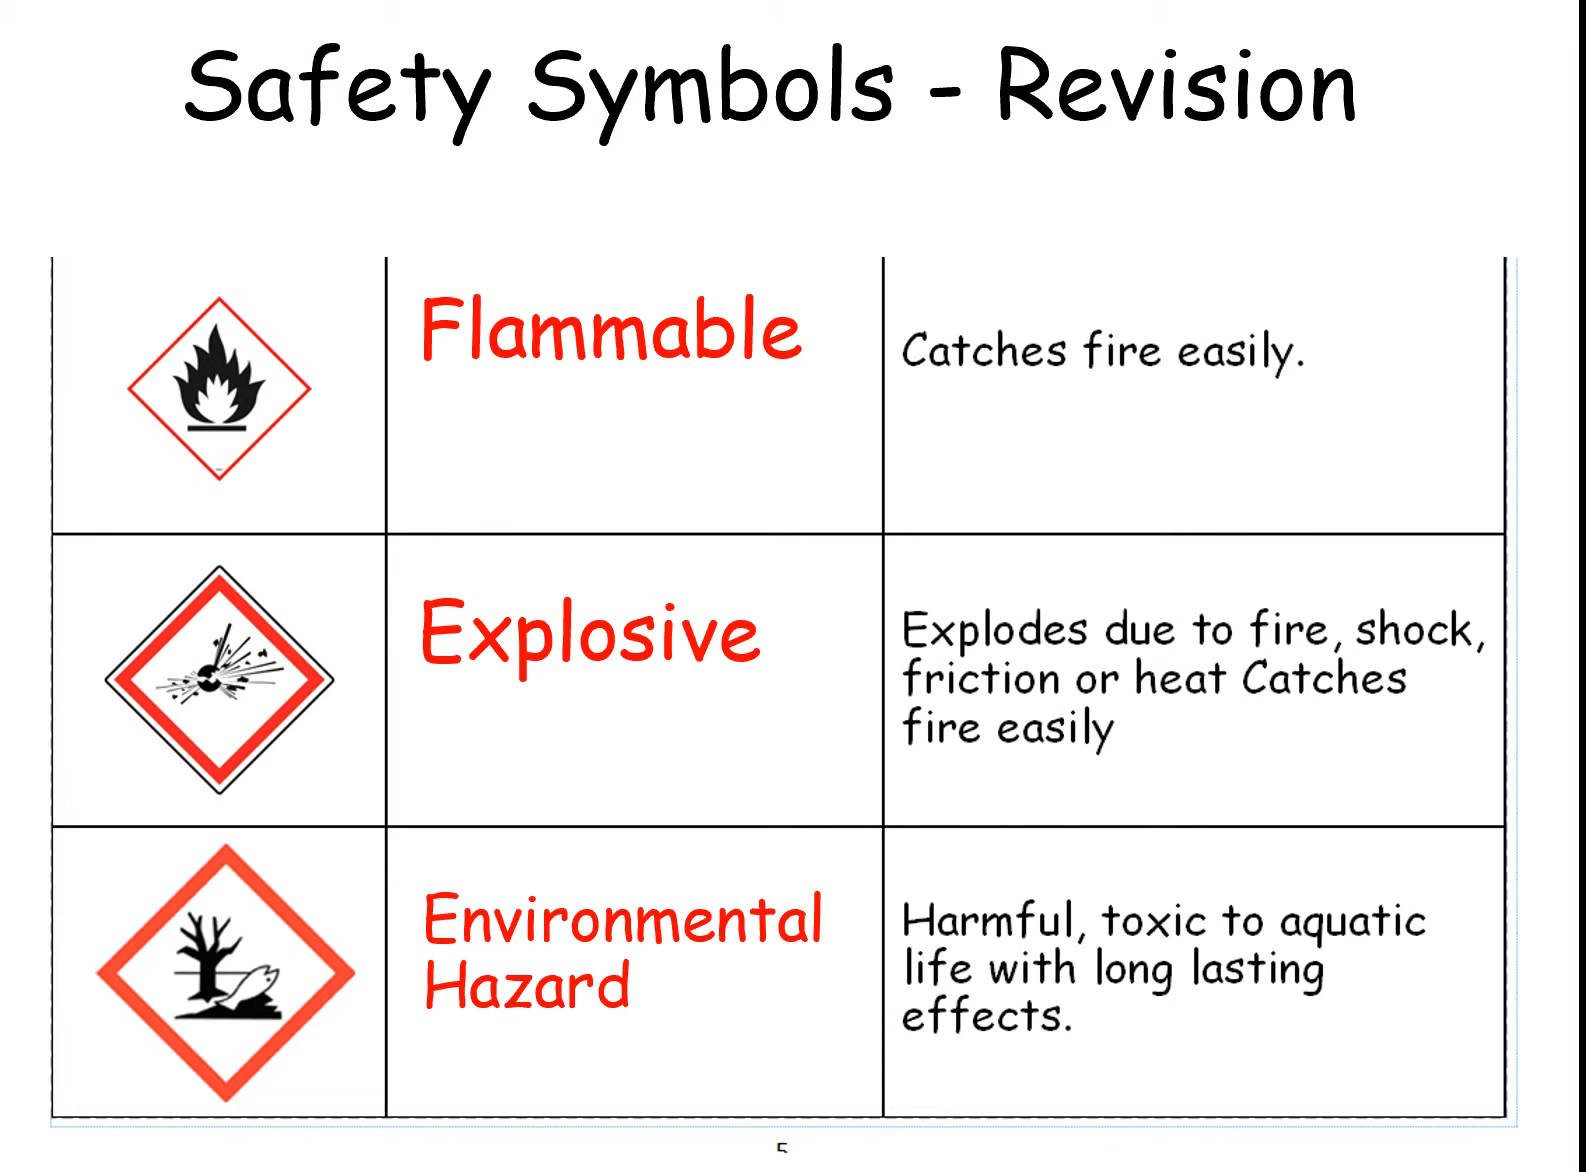 Safety Symbols - Revision
Flammable
Catches fire easily.
Explosive
Explodes due to fire, shock,
friction or heat Catches
fire easily
Environmental
Hazard
Harmful, toxic to aquatic
life with long lasting
effects.
5